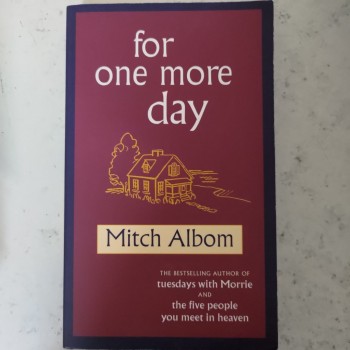 for
one more
day
Mitch Albom
THE BESTSELLING AUTHOR OF
tuesdays with Morrie
AND
the five people
you meet in heaven